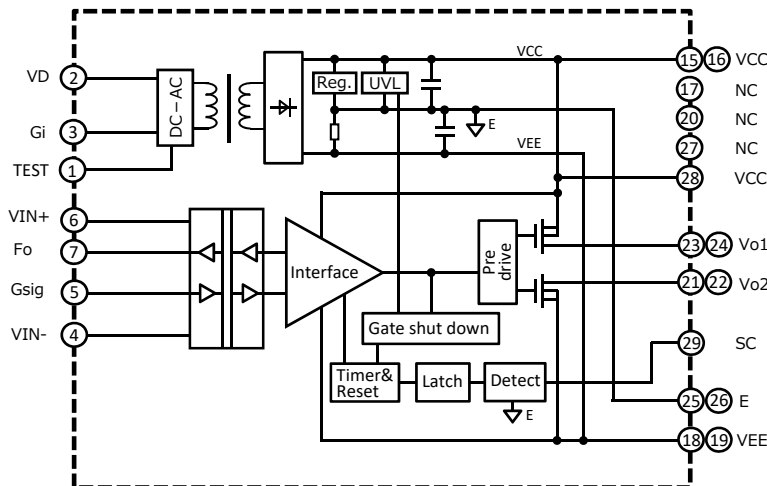 VCC
15 16 VCC
VD 2
DC-AC
Reg.
UVL
17 NC
Gi 3
E
20 NC
VEE
27 NC
TEST 1
28 VCC
VIN+ 6
Fo 7
Interface
Pre drive
23 24 Vo1
Gsig 5
21 22 Vo2
Gate shut down
VIN- 4
29 SC
Timer&
Reset
Latch
Detect
E
25 26 E
18 19 VEE